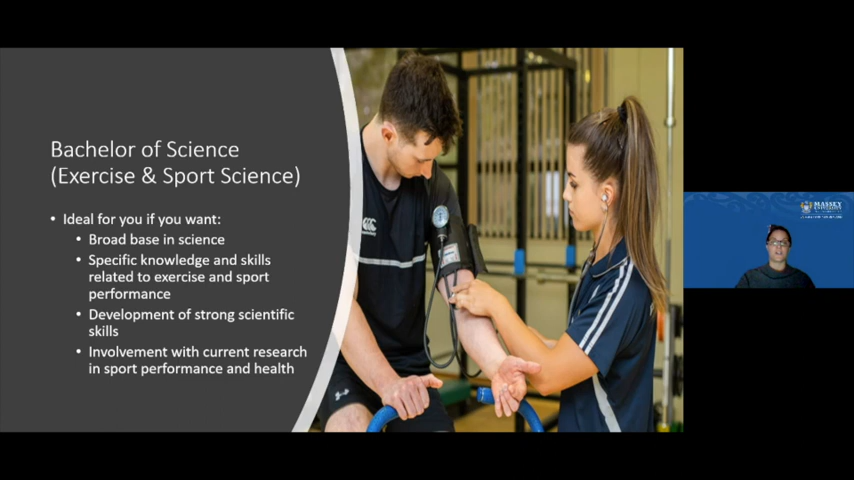 Bachelor of Science
(Exercise & Sport Science)
• Ideal for you if you want:
• Broad base in science
• Specific knowledge and skills
related to exercise and sport
performance
• Development of strong scientific
skills
• Involvement with current research
in sport performance and health
MASSEY
UNIVERSITY